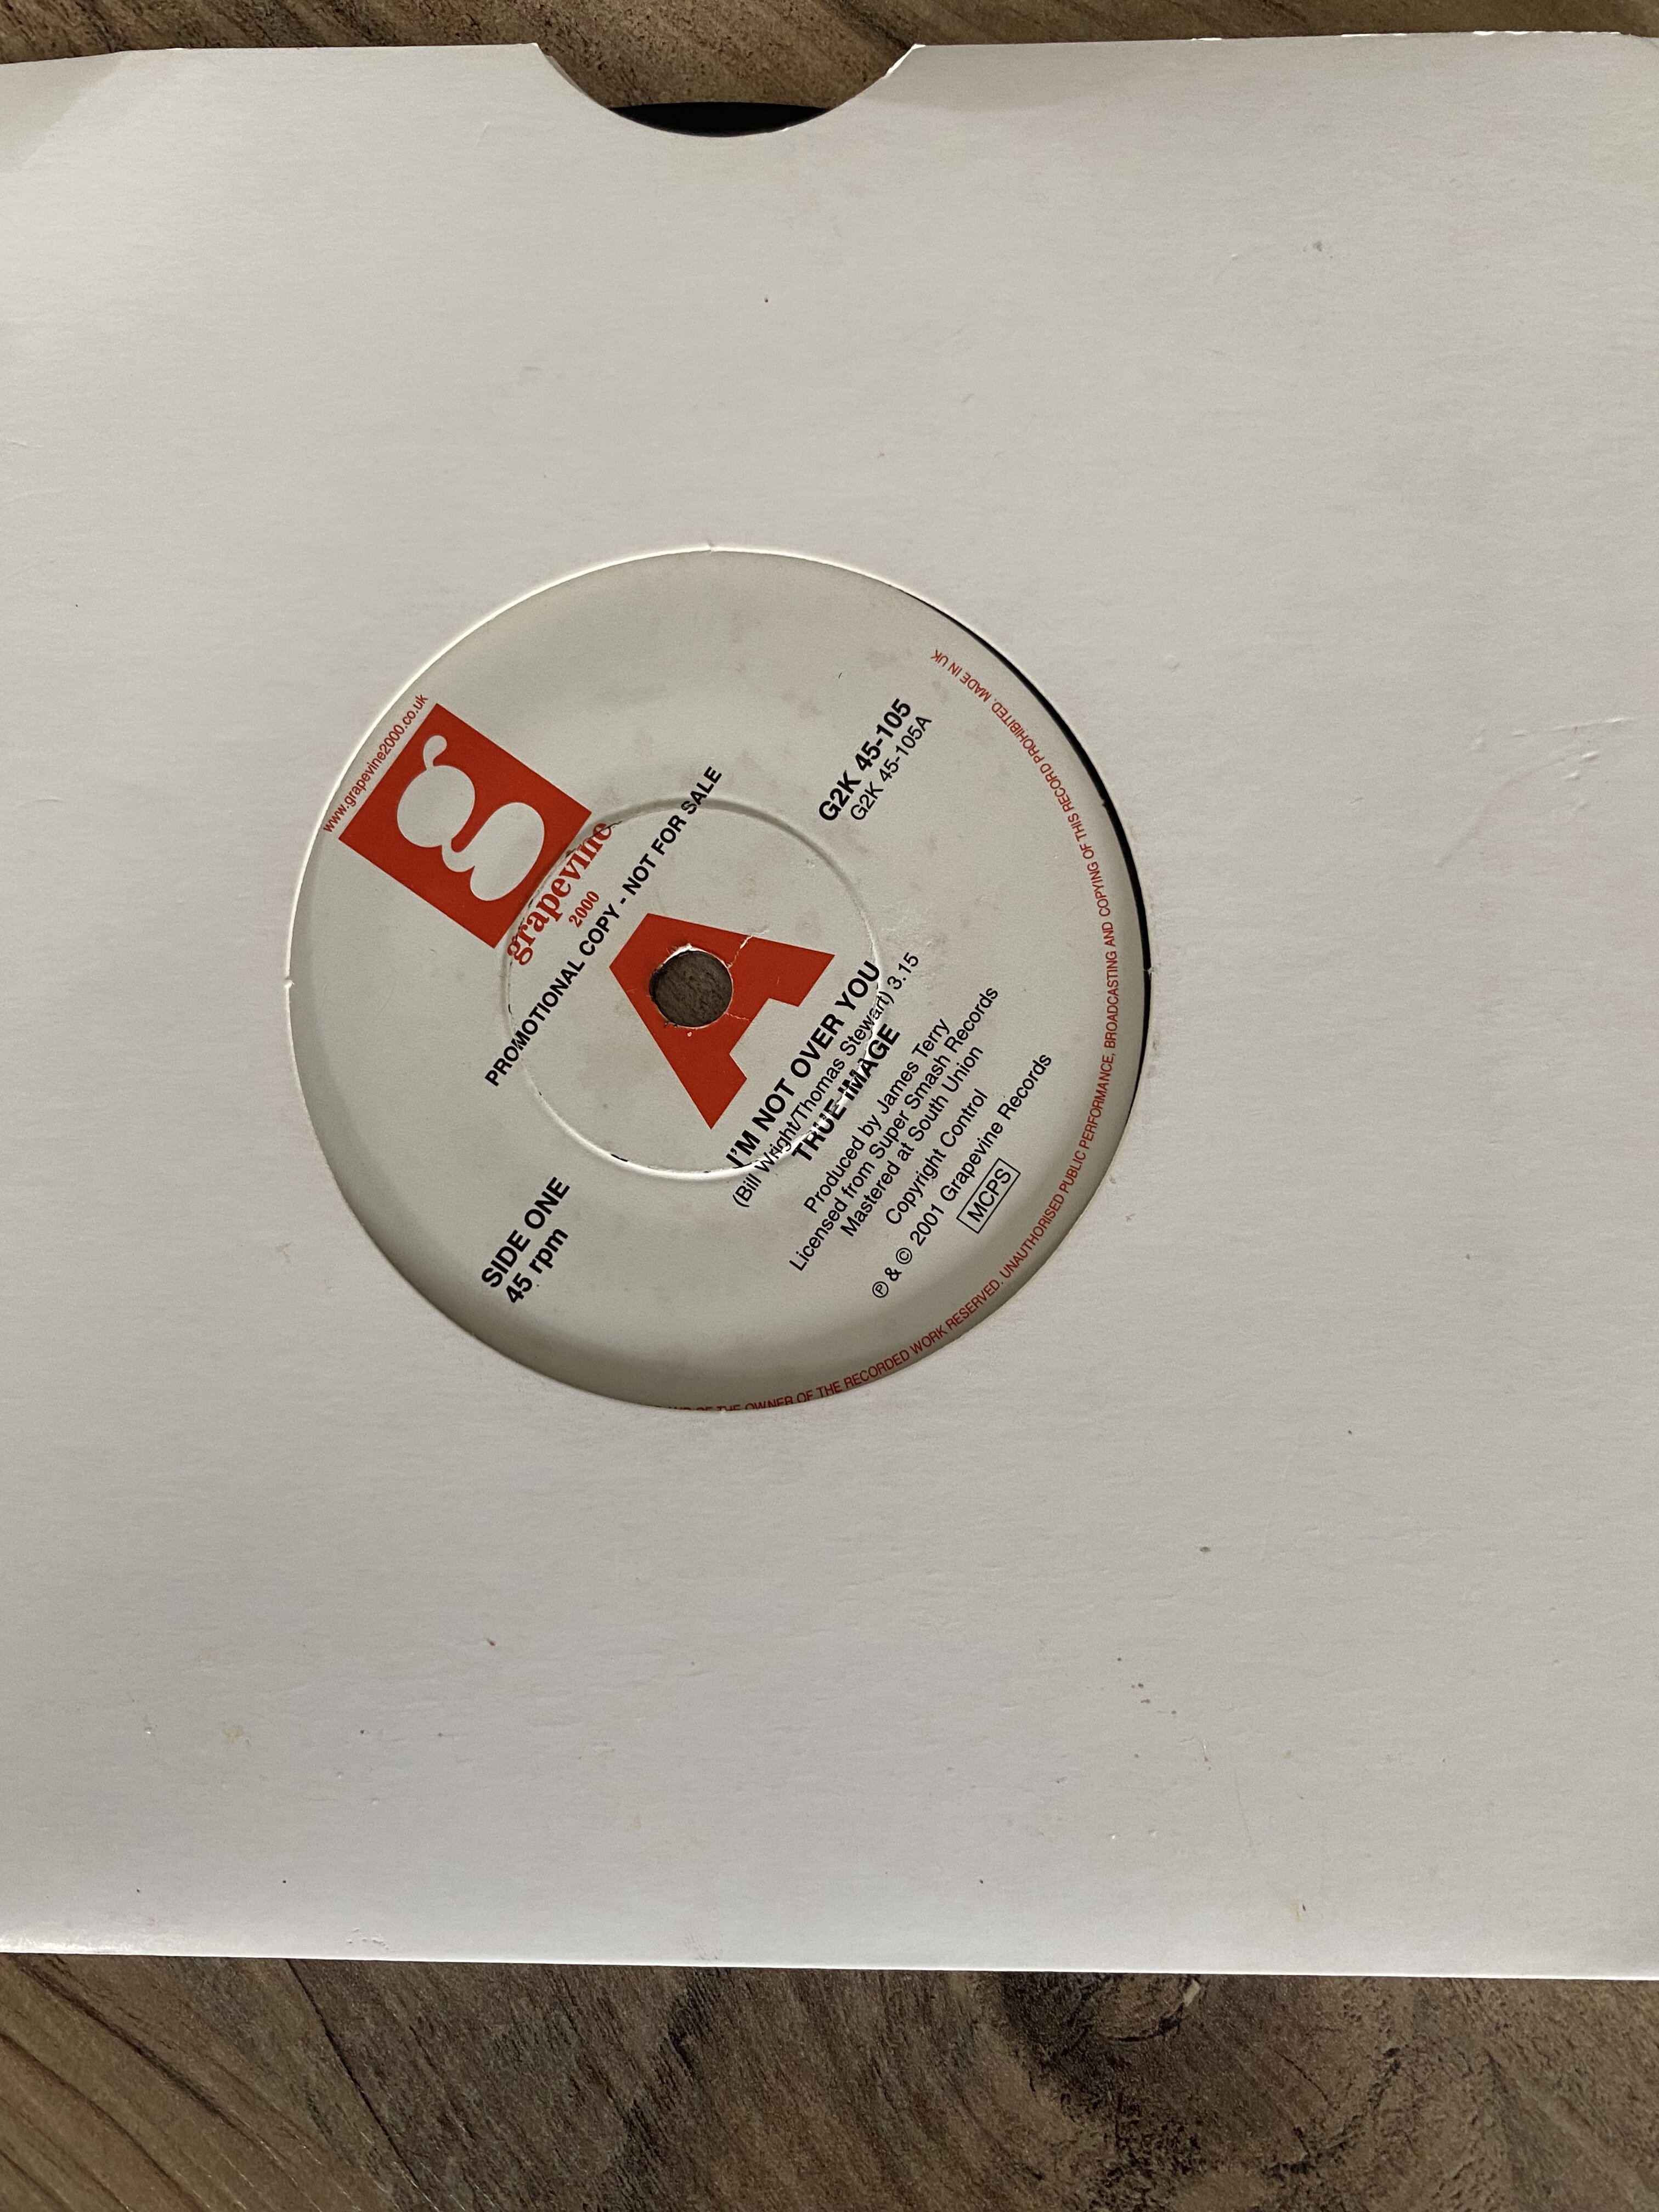 www.grapevine2000.co.uk
g
grapevine
2000
PROMOTIONAL COPY - NOT FOR SALE
A
SIDE ONE
45 rpm
G2K 45-105
G2K 45-105A
I'M NOT OVER YOU
(Bill Wright/Thomas Stewart) 3.15
TRUE IMAGE
Produced by James Terry
Licensed from Super Smash Records
Mastered at South Union
Copyright Control
℗ & © 2001 Grapevine Records
MCPS
OF THE OWNER OF THE RECORDED WORK RESERVED. UNAUTHORISED PUBLIC PERFORMANCE, BROADCASTING AND COPYING OF THIS RECORD PROHIBITED. MADE IN UK